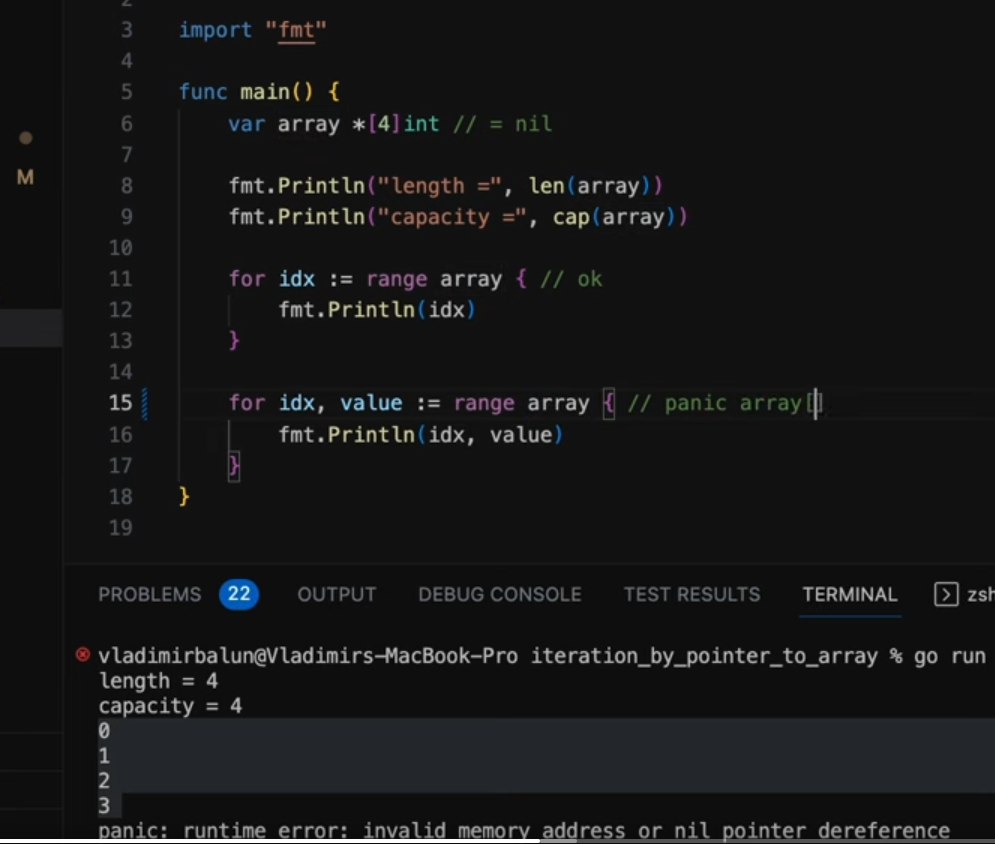 2
3 import "fmt"
4
5 func main() {
6 var array *[4]int // = nil
7
8 fmt.Println("length =", len(array))
9 fmt.Println("capacity =", cap(array))
10
11 for idx := range array { // ok
12 fmt.Println(idx)
13 }
14
M
15 for idx, value := range array { // panic array[]
16 fmt.Println(idx, value)
17 }
18 }
19
PROBLEMS 22 OUTPUT DEBUG CONSOLE TEST RESULTS TERMINAL zsh
vladimirbalun@Vladimirs-MacBook-Pro iteration_by_pointer_to_array % go run
length = 4
capacity = 4
0
1
2
3
panic: runtime error: invalid memory address or nil pointer dereference